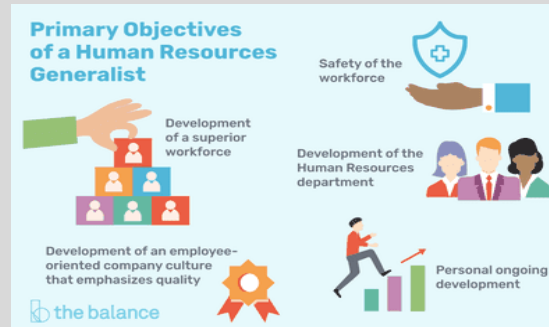 Primary Objectives
of a Human Resources
Generalist
Development
of a superior
workforce
Development of an employee-
oriented company culture
that emphasizes quality
Safety of the
workforce
Development of the
Human Resources
department
Personal ongoing
development
the balance